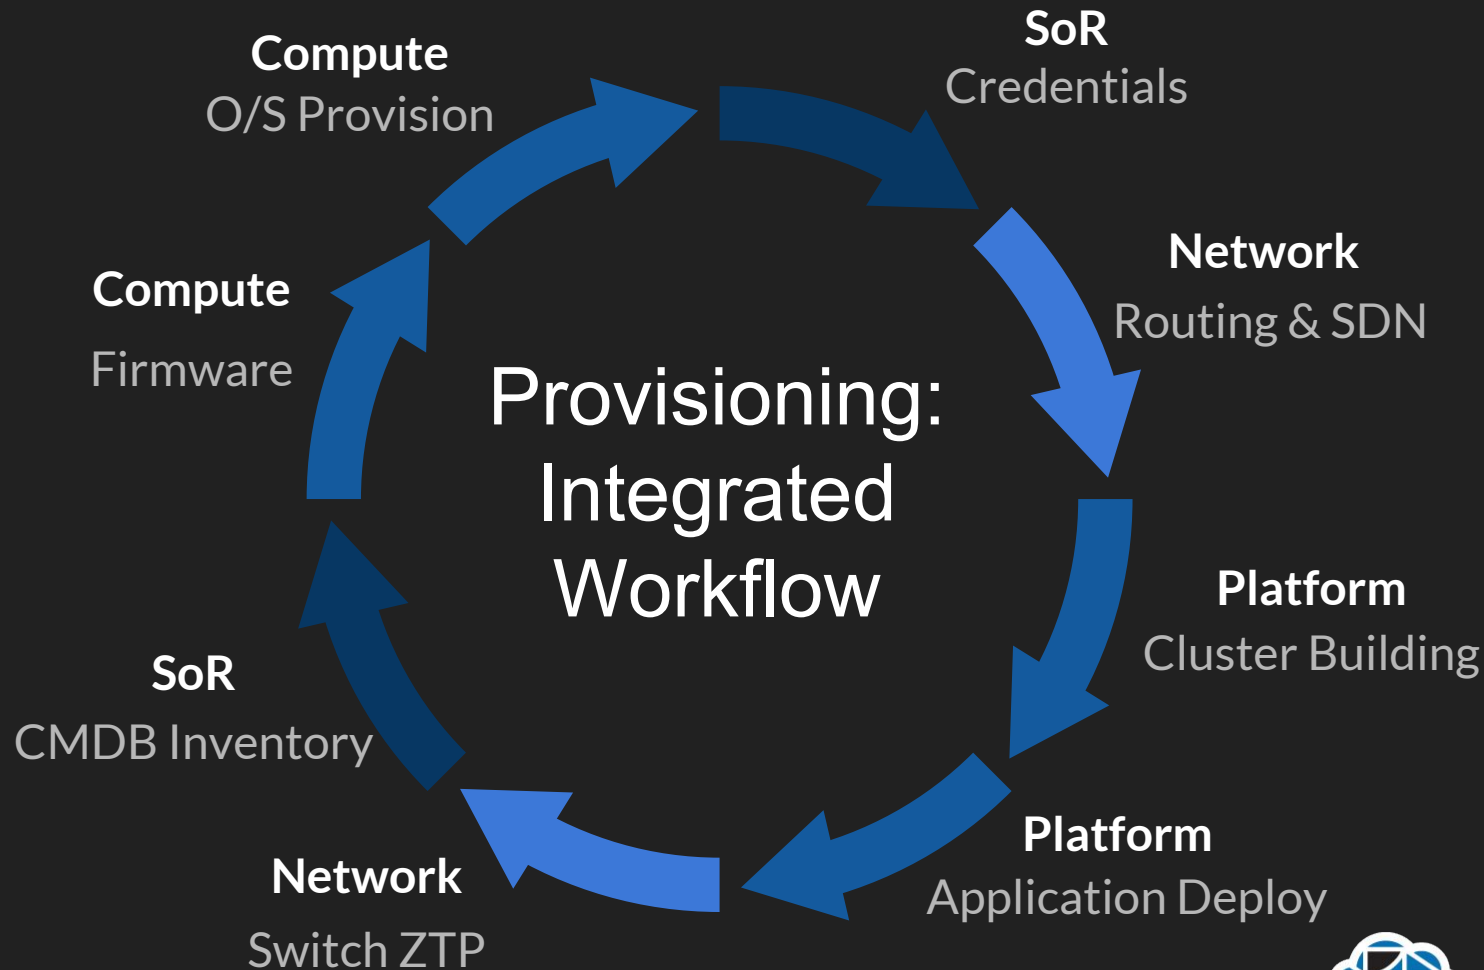 Compute
O/S Provision
SoR
Credentials
Network
Routing & SDN
Compute
Firmware
Provisioning:
Integrated
Workflow
Platform
Cluster Building
SoR
CMDB Inventory
Platform
Application Deploy
Network
Switch ZTP